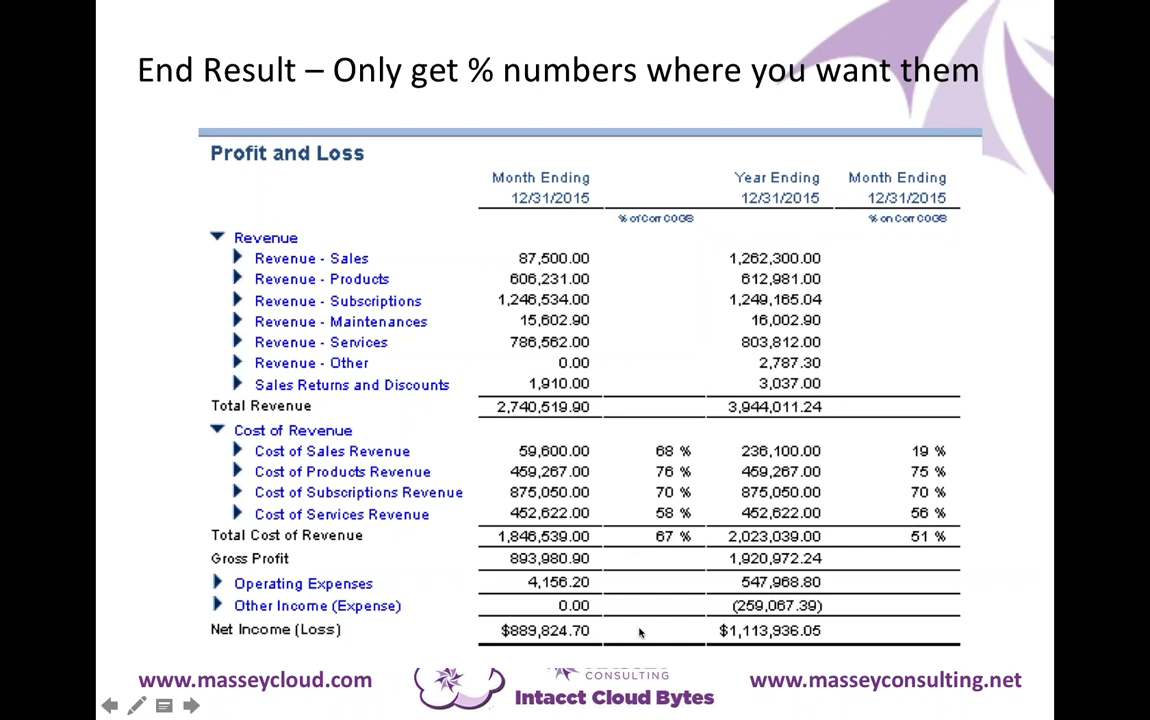 End Result – Only get % numbers where you want them
Profit and Loss
Month Ending Year Ending Month Ending
12/31/2015 12/31/2015 12/31/2015
% of Corr COGS % on Corr COGS
Revenue
Revenue - Sales 87,500.00 1,262,300.00
Revenue - Products 606,231.00 612,981.00
Revenue - Subscriptions 1,246,534.00 1,249,165.04
Revenue - Maintenances 15,602.90 16,002.90
Revenue - Services 786,562.00 803,812.00
Revenue - Other 0.00 2,787.30
Sales Returns and Discounts 1,910.00 3,037.00
Total Revenue 2,740,519.90 3,944,011.24
Cost of Revenue
Cost of Sales Revenue 59,600.00 68 % 236,100.00 19 %
Cost of Products Revenue 459,267.00 76 % 459,267.00 75 %
Cost of Subscriptions Revenue 875,050.00 70 % 875,050.00 70 %
Cost of Services Revenue 452,622.00 58 % 452,622.00 56 %
Total Cost of Revenue 1,846,539.00 67 % 2,023,039.00 51 %
Gross Profit 893,980.90 1,920,972.24
Operating Expenses 4,156.20 547,968.80
Other Income (Expense) 0.00 (259,067.39)
Net Income (Loss) $889,824.70 $1,113,936.05
www.masseycloud.com
CONSULTING
Intacct Cloud Bytes
www.masseyconsulting.net